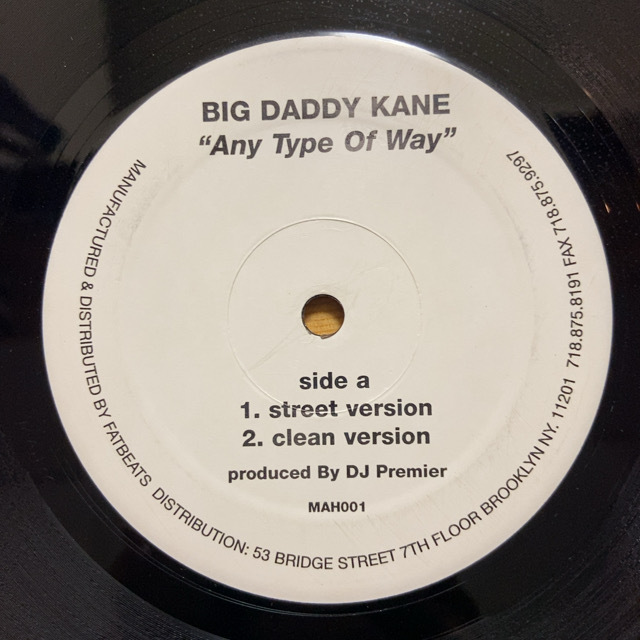 BIG DADDY KANE
“Any Type Of Way”
side a
1. street version
2. clean version
produced By DJ Premier
MAH001
MANUFACTURED & DISTRIBUTED BY FATBEATS DISTRIBUTION: 53 BRIDGE STREET 7TH FLOOR BROOKLYN NY. 11201 718.875.8191 FAX 718.875.9297